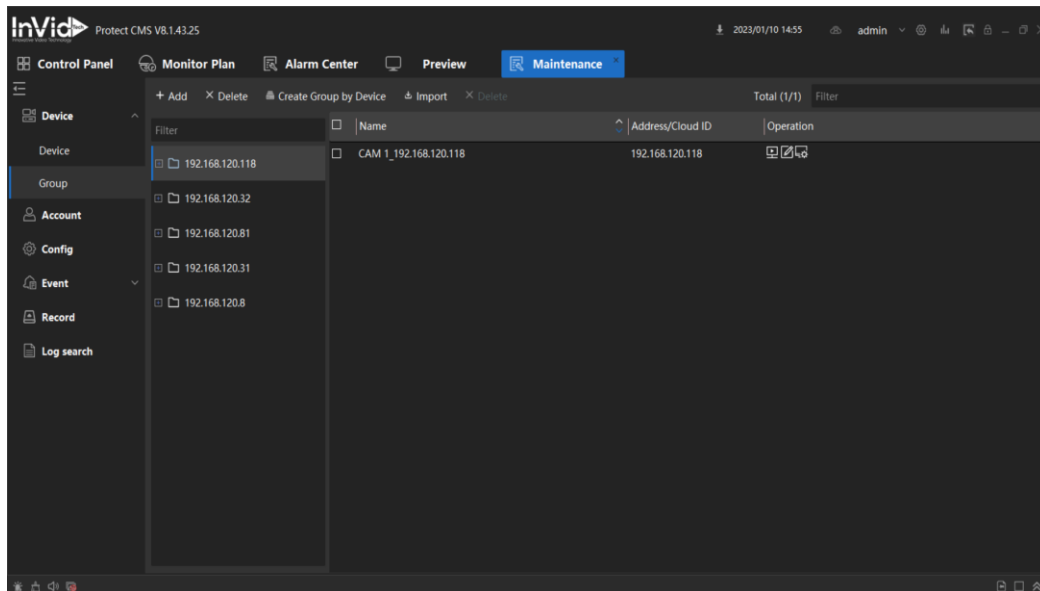 InVid Tech Protect CMS V8.1.43.25 2023/01/10 14:55 admin
Control Panel Monitor Plan Alarm Center Preview Maintenance
+ Add × Delete Create Group by Device Import × Delete Total (1/1) Filter
Device
Filter Name Address/Cloud ID Operation
Device
192.168.120.118 CAM 1_192.168.120.118 192.168.120.118
Group
192.168.120.32
Account
192.168.120.81
Config
192.168.120.31
Event
192.168.120.8
Record
Log search